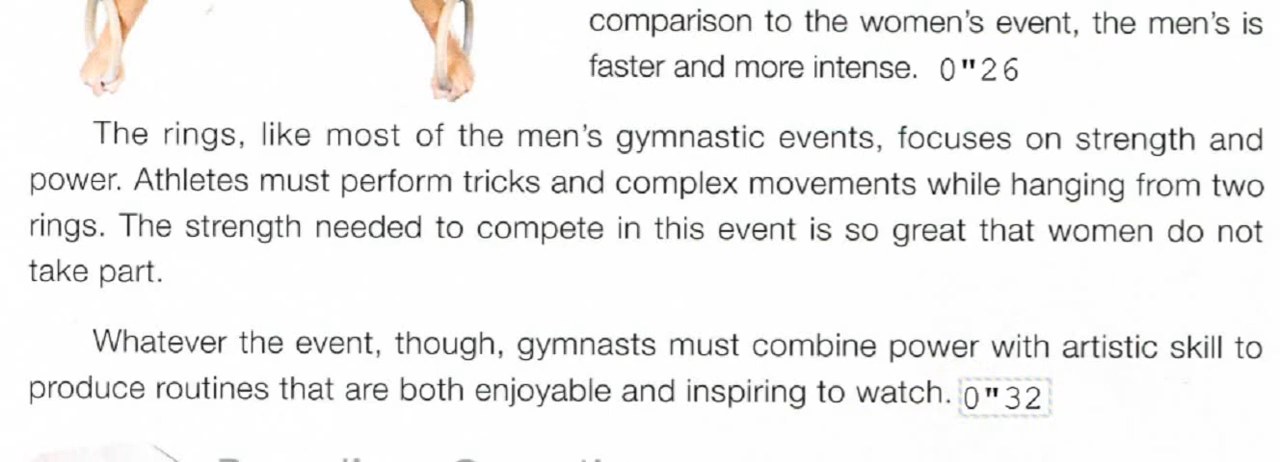 comparison to the women's event, the men's is
faster and more intense. 0"26
The rings, like most of the men's gymnastic events, focuses on strength and
power. Athletes must perform tricks and complex movements while hanging from two
rings. The strength needed to compete in this event is so great that women do not
take part.
Whatever the event, though, gymnasts must combine power with artistic skill to
produce routines that are both enjoyable and inspiring to watch. 0"32